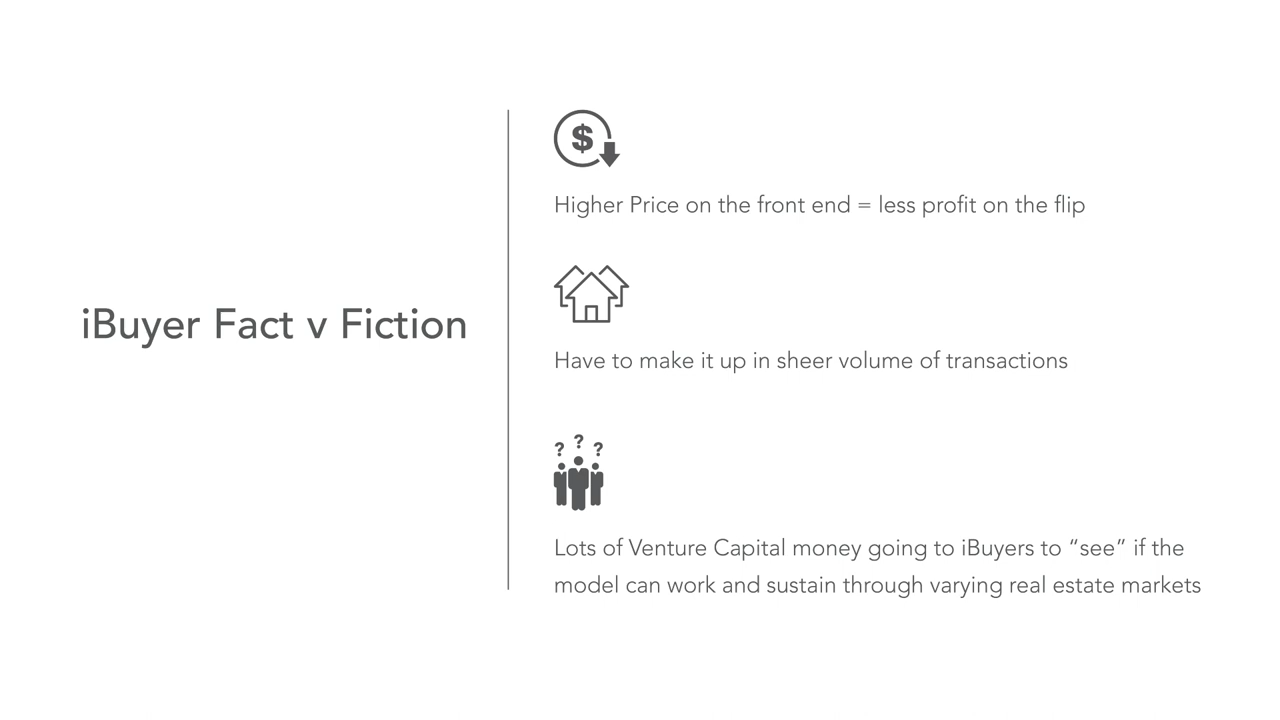 iBuyer Fact v Fiction
$
Higher Price on the front end = less profit on the flip
Have to make it up in sheer volume of transactions
? ? ?
Lots of Venture Capital money going to iBuyers to “see” if the
model can work and sustain through varying real estate markets